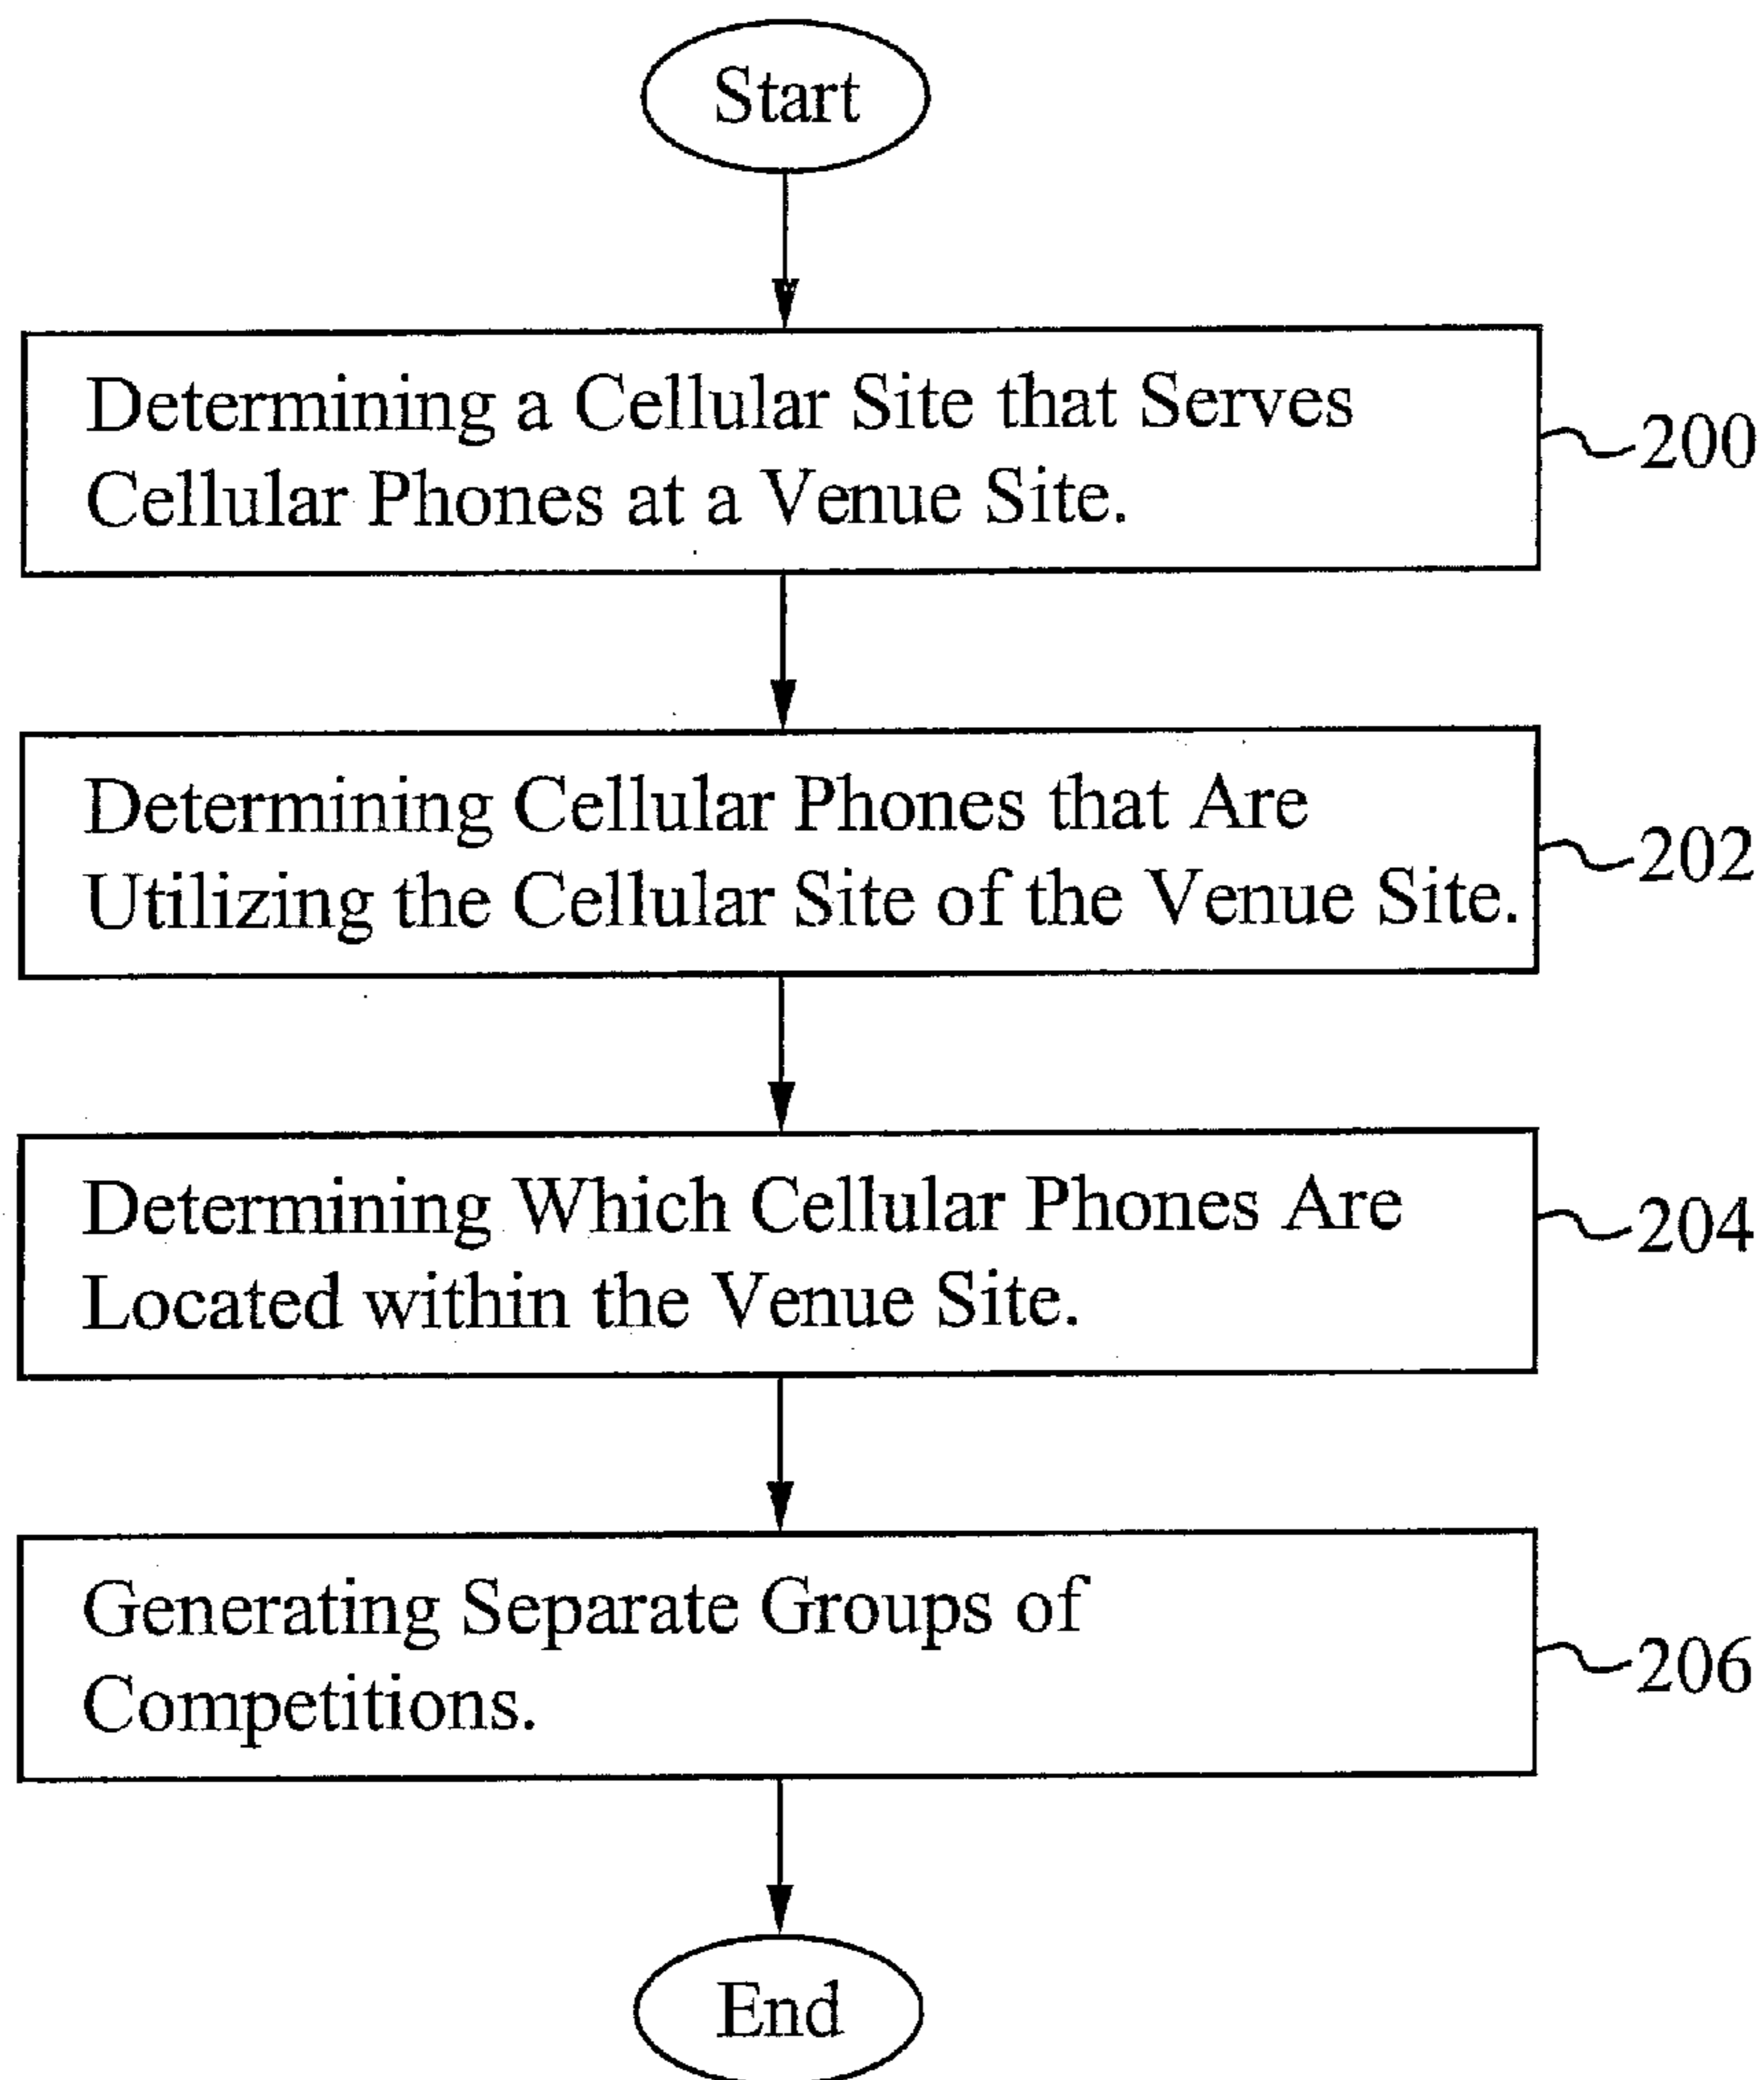 Start
Determining a Cellular Site that Serves
Cellular Phones at a Venue Site.
200
Determining Cellular Phones that Are
Utilizing the Cellular Site of the Venue Site.
202
Determining Which Cellular Phones Are
Located within the Venue Site.
204
Generating Separate Groups of
Competitions.
206
End